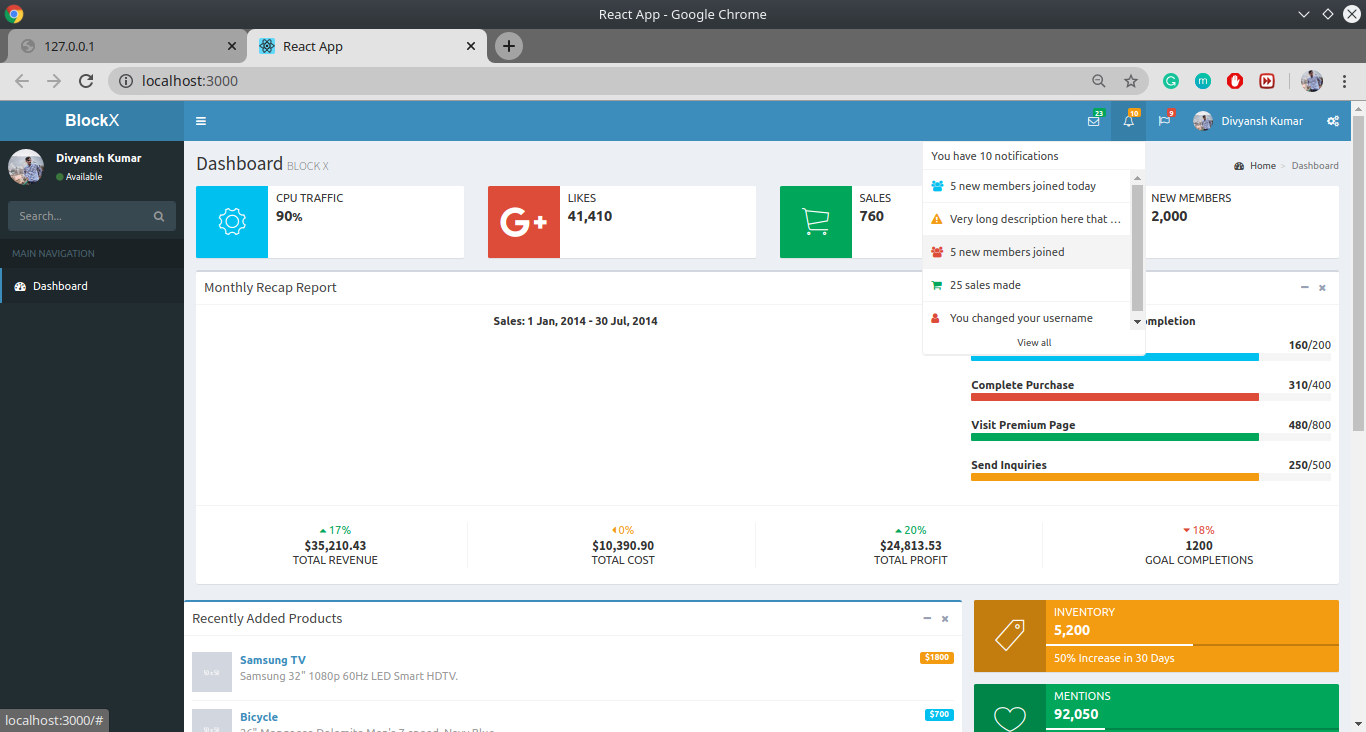 React App - Google Chrome
127.0.0.1
React App
localhost:3000
BlockX
23
10
9
Divyansh Kumar
Divyansh Kumar
Available
Search...
MAIN NAVIGATION
Dashboard
Dashboard BLOCK X
Home > Dashboard
You have 10 notifications
5 new members joined today
Very long description here that ...
5 new members joined
25 sales made
You changed your username
View all
CPU TRAFFIC
90%
LIKES
41,410
SALES
760
NEW MEMBERS
2,000
Monthly Recap Report
Sales: 1 Jan, 2014 - 30 Jul, 2014
160/200
Complete Purchase 310/400
Visit Premium Page 480/800
Send Inquiries 250/500
17%
$35,210.43
TOTAL REVENUE
0%
$10,390.90
TOTAL COST
20%
$24,813.53
TOTAL PROFIT
18%
1200
GOAL COMPLETIONS
Recently Added Products
Samsung TV $1800
Samsung 32" 1080p 60Hz LED Smart HDTV.
Bicycle $700
INVENTORY
5,200
50% Increase in 30 Days
MENTIONS
92,050
localhost:3000/#